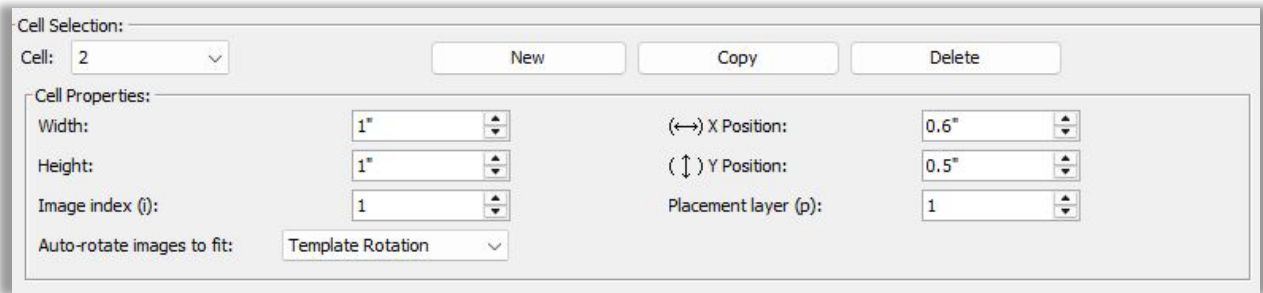 Cell Selection:
Cell: 2 New Copy Delete
Cell Properties:
Width: 1" (↔) X Position: 0.6"
Height: 1" (↕) Y Position: 0.5"
Image index (i): 1 Placement layer (p): 1
Auto-rotate images to fit: Template Rotation